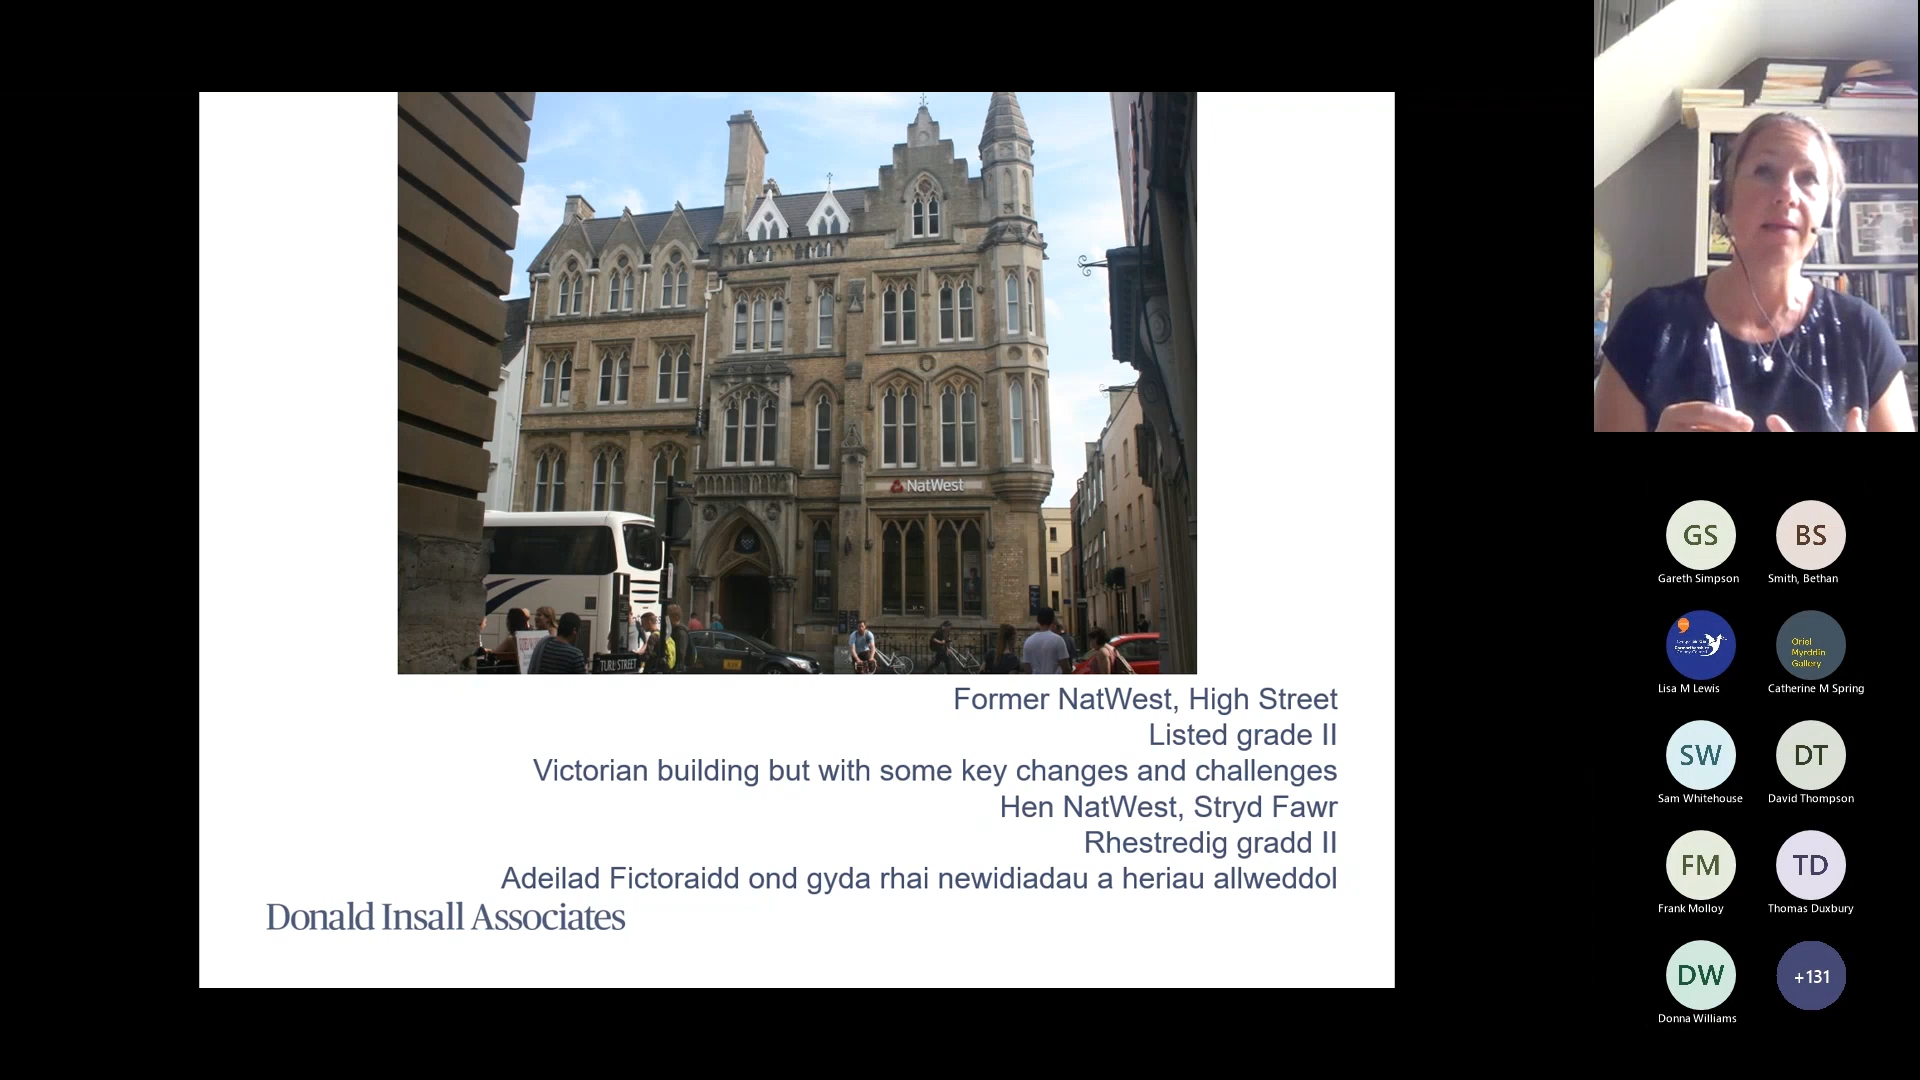 NatWest
TURL STREET
Former NatWest, High Street
Listed grade II
Victorian building but with some key changes and challenges
Hen NatWest, Stryd Fawr
Rhestredig gradd II
Adeilad Fictoraidd ond gyda rhai newidiadau a heriau allweddol
Donald Insall Associates
GS
Gareth Simpson
BS
Smith, Bethan
Lisa M Lewis
Oriel
Myrddin
Gallery
Catherine M Spring
SW
Sam Whitehouse
DT
David Thompson
FM
Frank Molloy
TD
Thomas Duxbury
DW
Donna Williams
+131